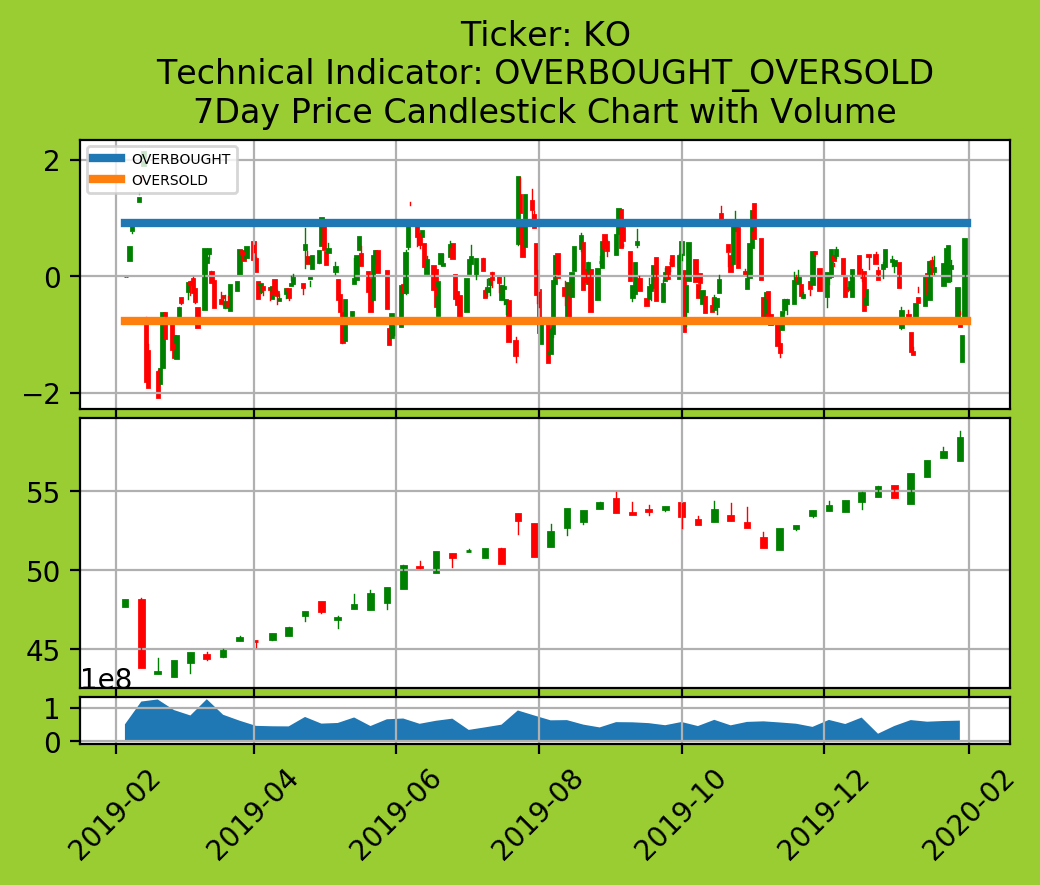 Ticker: KO
Technical Indicator: OVERBOUGHT_OVERSOLD
7Day Price Candlestick Chart with Volume
OVERBOUGHT
OVERSOLD
2
0
−2
55
50
45
1e8
1
0
2019-02
2019-04
2019-06
2019-08
2019-10
2019-12
2020-02